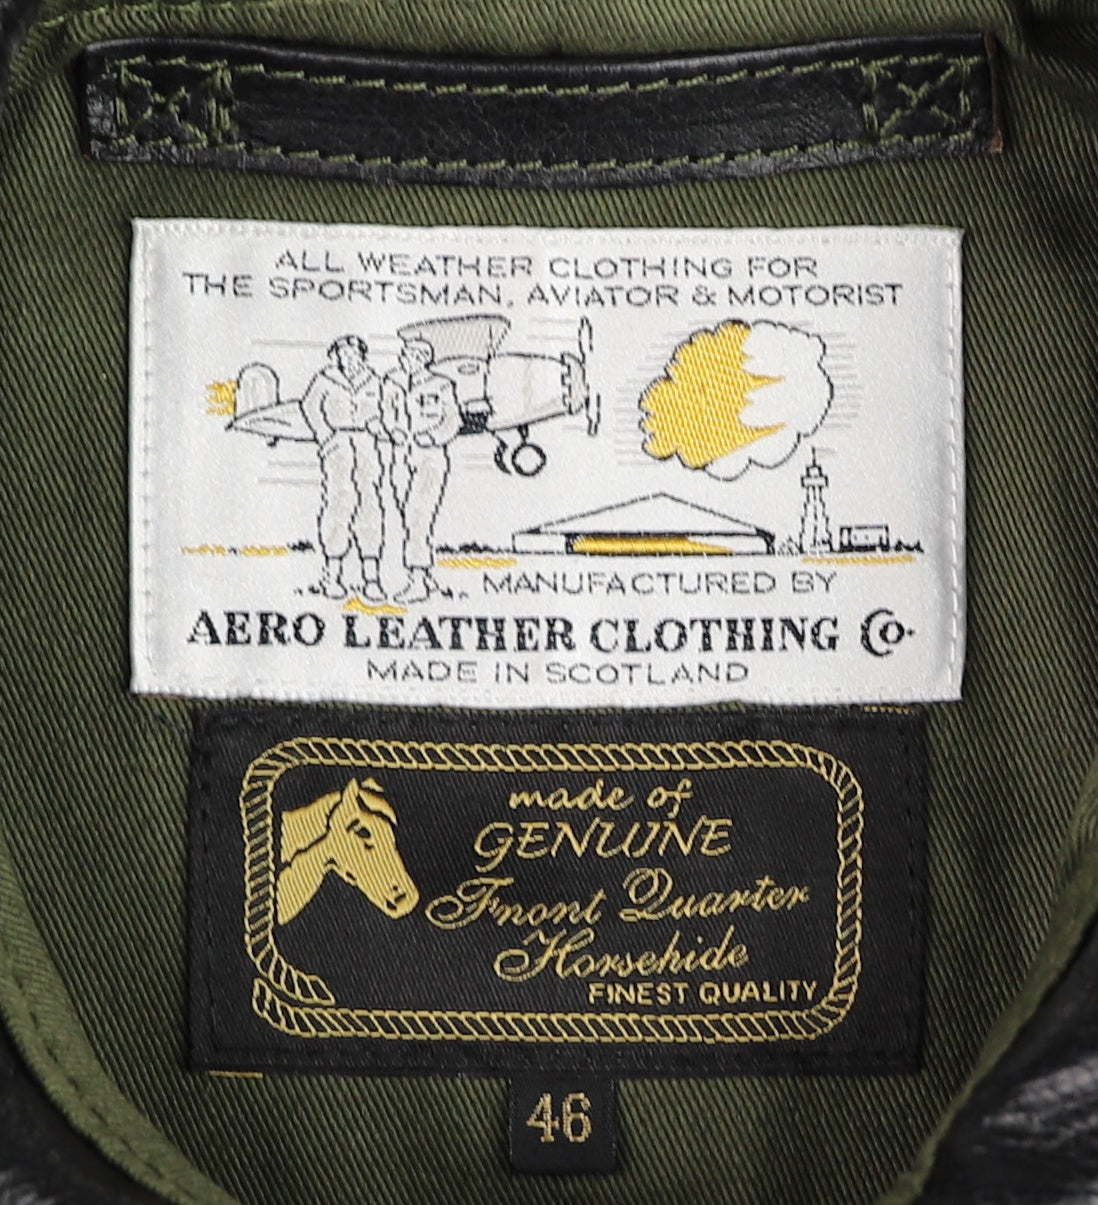 ALL WEATHER CLOTHING FOR
THE SPORTSMAN, AVIATOR & MOTORIST
MANUFACTURED BY
AERO LEATHER CLOTHING Co.
MADE IN SCOTLAND
made of
GENUINE
Front Quarter
Horsehide
FINEST QUALITY
46